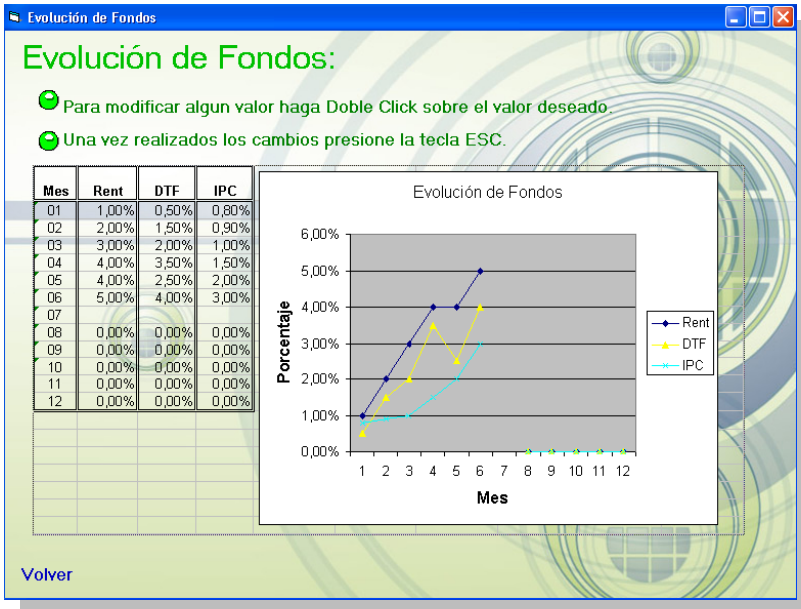 Evolución de Fondos
Evolución de Fondos:
Para modificar algun valor haga Doble Click sobre el valor deseado.
Una vez realizados los cambios presione la tecla ESC.
Mes Rent DTF IPC
01 1,00% 0,50% 0,80%
02 2,00% 1,50% 0,90%
03 3,00% 2,00% 1,00%
04 4,00% 3,50% 1,50%
05 4,00% 2,50% 2,00%
06 5,00% 4,00% 3,00%
07
08 0,00% 0,00% 0,00%
09 0,00% 0,00% 0,00%
10 0,00% 0,00% 0,00%
11 0,00% 0,00% 0,00%
12 0,00% 0,00% 0,00%
Evolución de Fondos
Porcentaje
6,00%
5,00%
4,00%
3,00%
2,00%
1,00%
0,00%
1 2 3 4 5 6 7 8 9 10 11 12
Mes
Rent
DTF
IPC
Volver